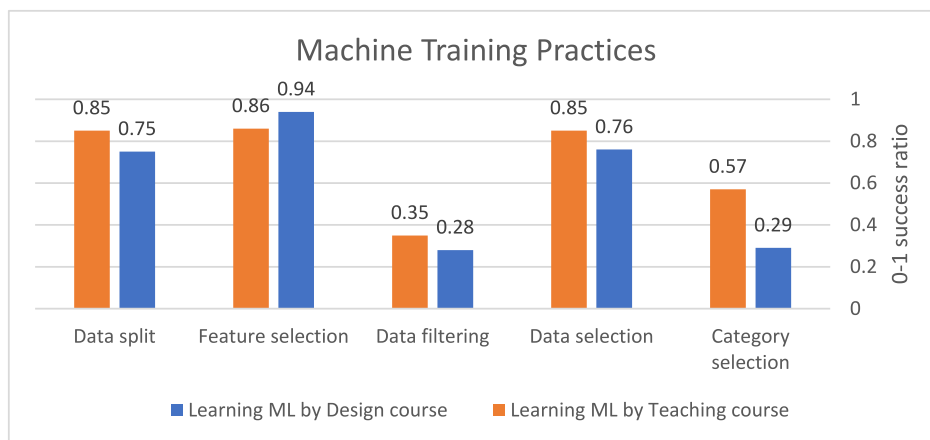 Machine Training Practices
0.85
0.75
0.86
0.94
0.35
0.28
0.85
0.76
0.57
0.29
1
0.8
0.6
0.4
0.2
0
0-1 success ratio
Data split
Feature selection
Data filtering
Data selection
Category
selection
Learning ML by Design course
Learning ML by Teaching course